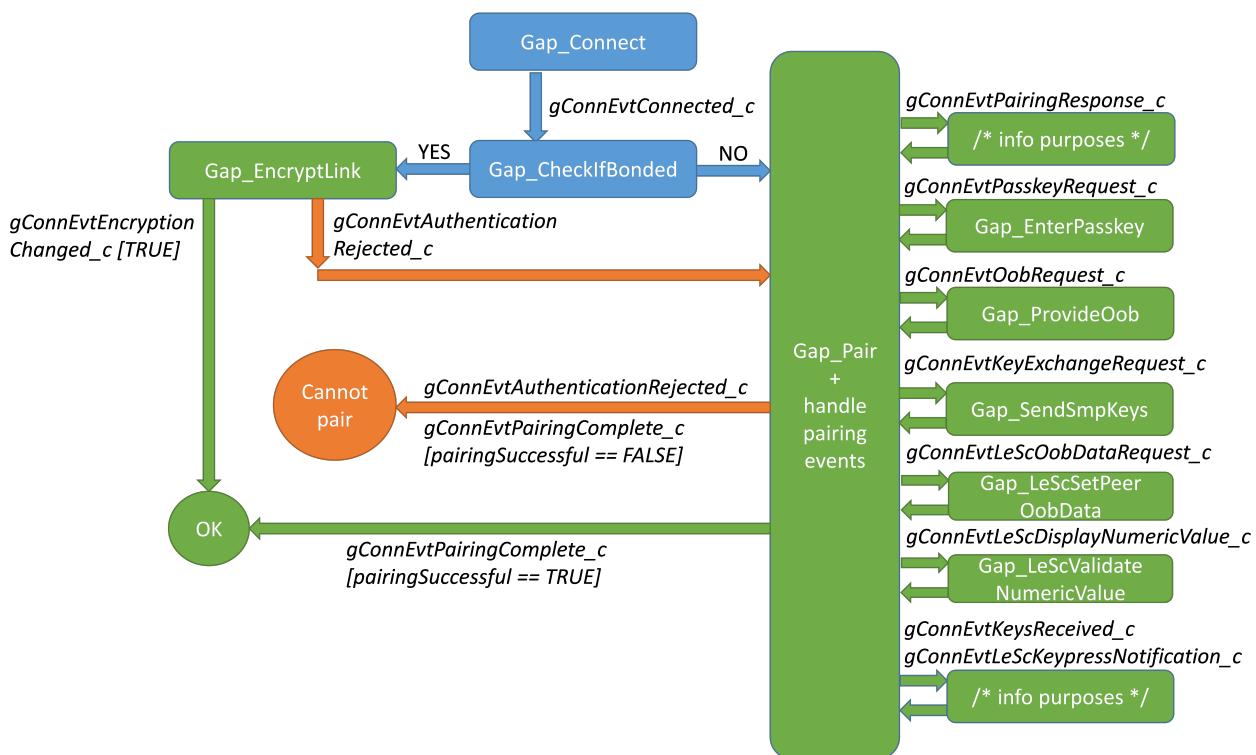 Gap_Connect
gConnEvtConnected_c
Gap_CheckIfBonded
YES
NO
Gap_EncryptLink
gConnEvtEncryption
Changed_c [TRUE]
gConnEvtAuthentication
Rejected_c
Cannot
pair
gConnEvtAuthenticationRejected_c
gConnEvtPairingComplete_c
[pairingSuccessful == FALSE]
OK
gConnEvtPairingComplete_c
[pairingSuccessful == TRUE]
Gap_Pair
+
handle
pairing
events
gConnEvtPairingResponse_c
/* info purposes */
gConnEvtPasskeyRequest_c
Gap_EnterPasskey
gConnEvtOobRequest_c
Gap_ProvideOob
gConnEvtKeyExchangeRequest_c
Gap_SendSmpKeys
gConnEvtLeScOobDataRequest_c
Gap_LeScSetPeer
OobData
gConnEvtLeScDisplayNumericValue_c
Gap_LeScValidate
NumericValue
gConnEvtKeysReceived_c
gConnEvtLeScKeypressNotification_c
/* info purposes */